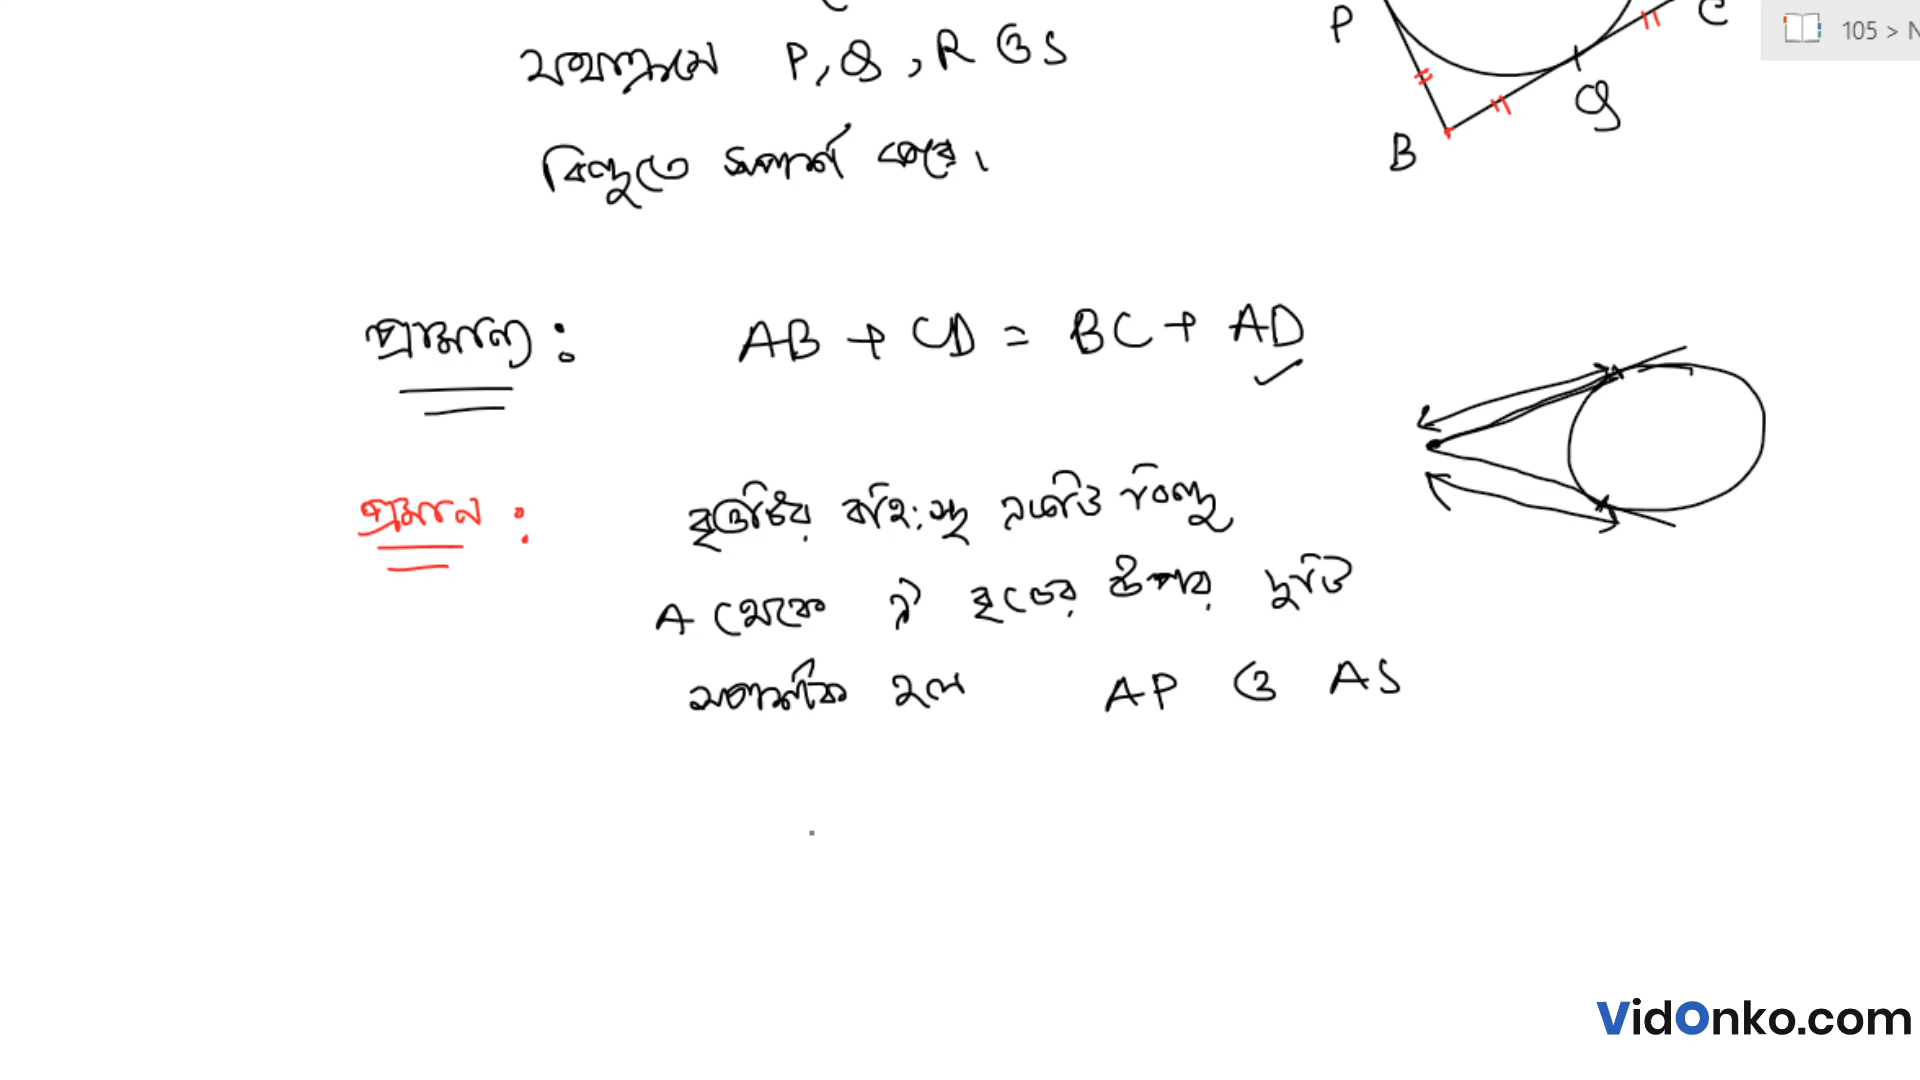 যথাক্রমে P, Q, R ও S
বিন্দুতে স্পর্শ করে।
P
C
Q
B
105 > N
প্রমাণ্য : AB + CD = BC + AD
প্রমান : বৃত্তটির বহিঃস্থ একটি বিন্দু
A থেকে ঐ বৃত্তের উপর দুটি
স্পর্শক হল AP ও AS
VidOnko.com